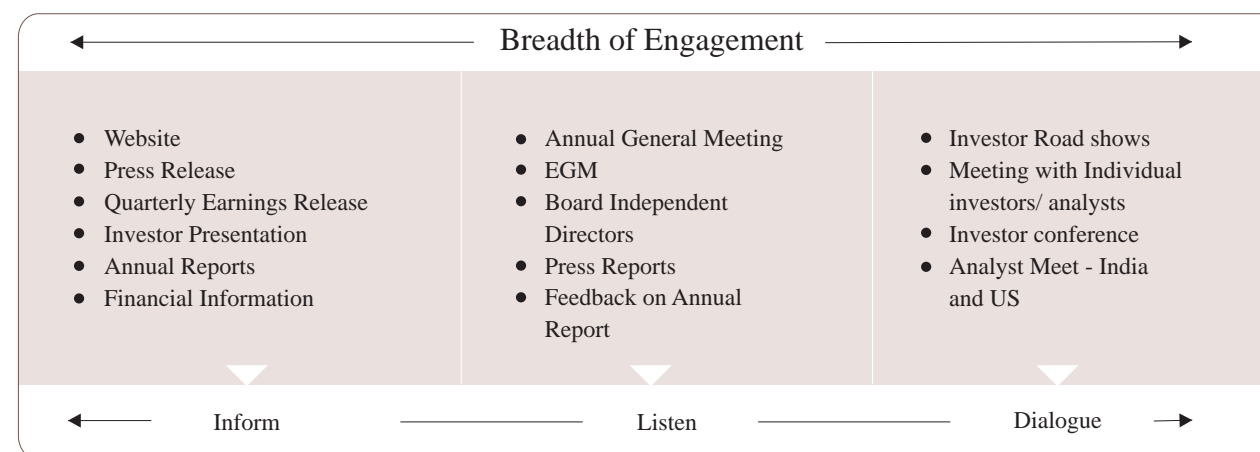 Breadth of Engagement
• Website
• Press Release
• Quarterly Earnings Release
• Investor Presentation
• Annual Reports
• Financial Information
• Annual General Meeting
• EGM
• Board Independent
Directors
• Press Reports
• Feedback on Annual
Report
• Investor Road shows
• Meeting with Individual
investors/ analysts
• Investor conference
• Analyst Meet - India
and US
Inform
Listen
Dialogue